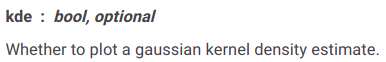 kde : bool, optional
Whether to plot a gaussian kernel density estimate.